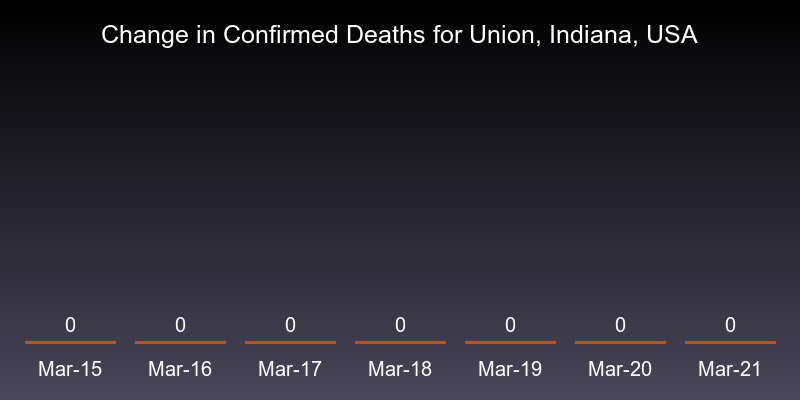 Change in Confirmed Deaths for Union, Indiana, USA
0 0 0 0 0 0 0
Mar-15 Mar-16 Mar-17 Mar-18 Mar-19 Mar-20 Mar-21